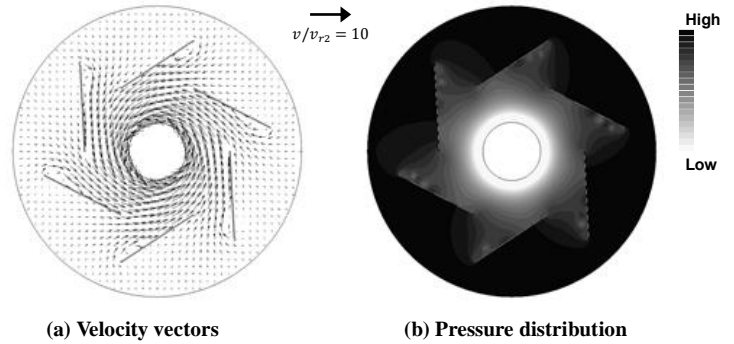 v/v_{r2} = 10
High
Low
(a) Velocity vectors
(b) Pressure distribution